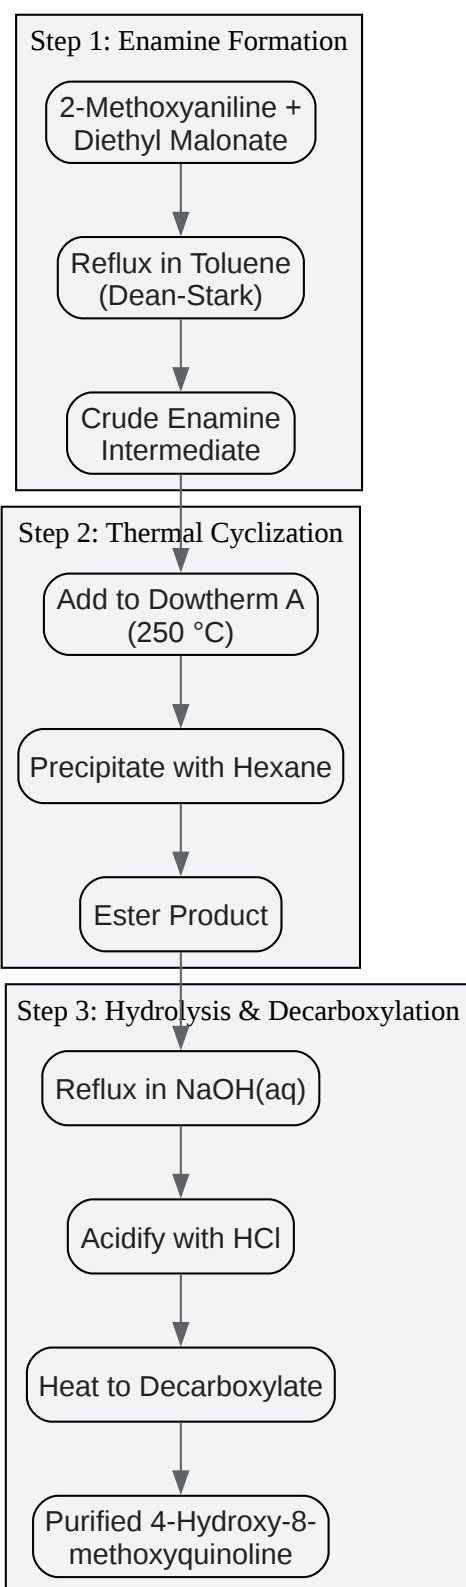 Step 1: Enamine Formation
2-Methoxyaniline +
Diethyl Malonate
Reflux in Toluene
(Dean-Stark)
Crude Enamine
Intermediate
Step 2: Thermal Cyclization
Add to Dowtherm A
(250 °C)
Precipitate with Hexane
Ester Product
Step 3: Hydrolysis & Decarboxylation
Reflux in NaOH(aq)
Acidify with HCl
Heat to Decarboxylate
Purified 4-Hydroxy-8-
methoxyquinoline